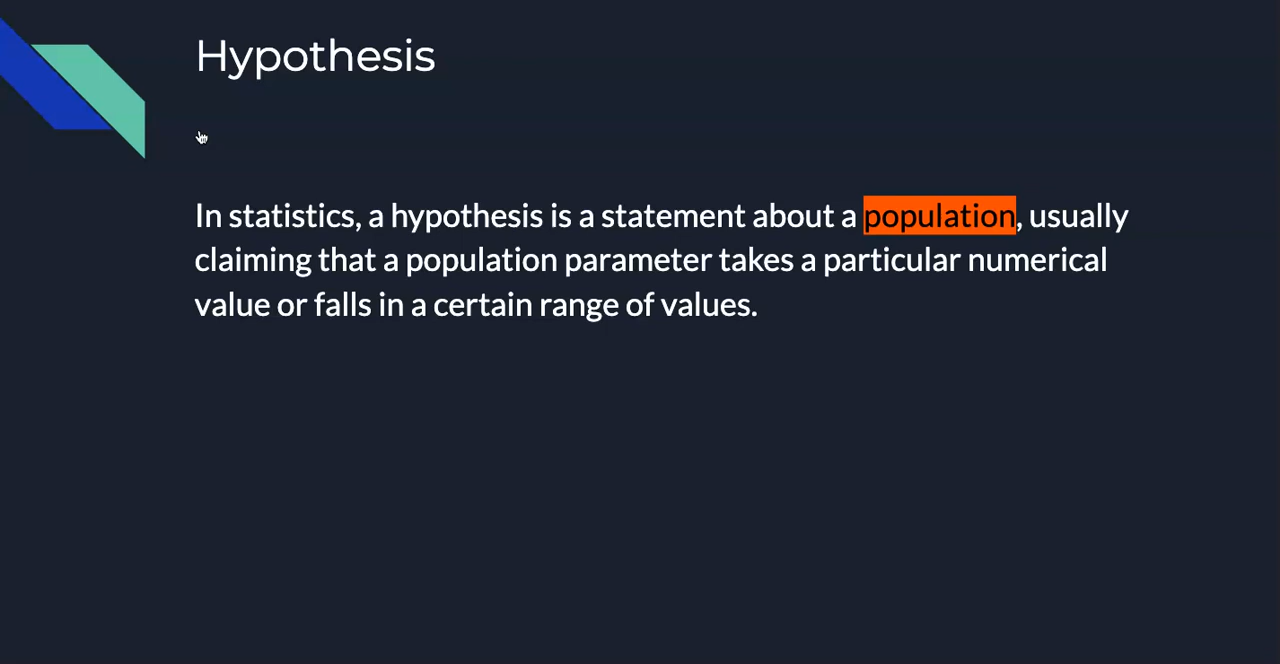 Hypothesis
In statistics, a hypothesis is a statement about a population, usually
claiming that a population parameter takes a particular numerical
value or falls in a certain range of values.